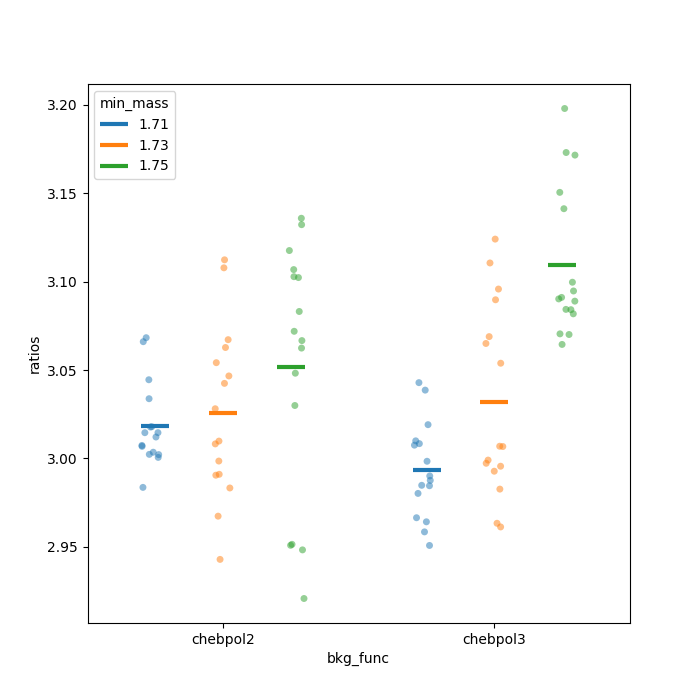 min_mass
1.71
1.73
1.75
3.20
3.15
3.10
3.05
3.00
2.95
ratios
chebpol2
chebpol3
bkg_func